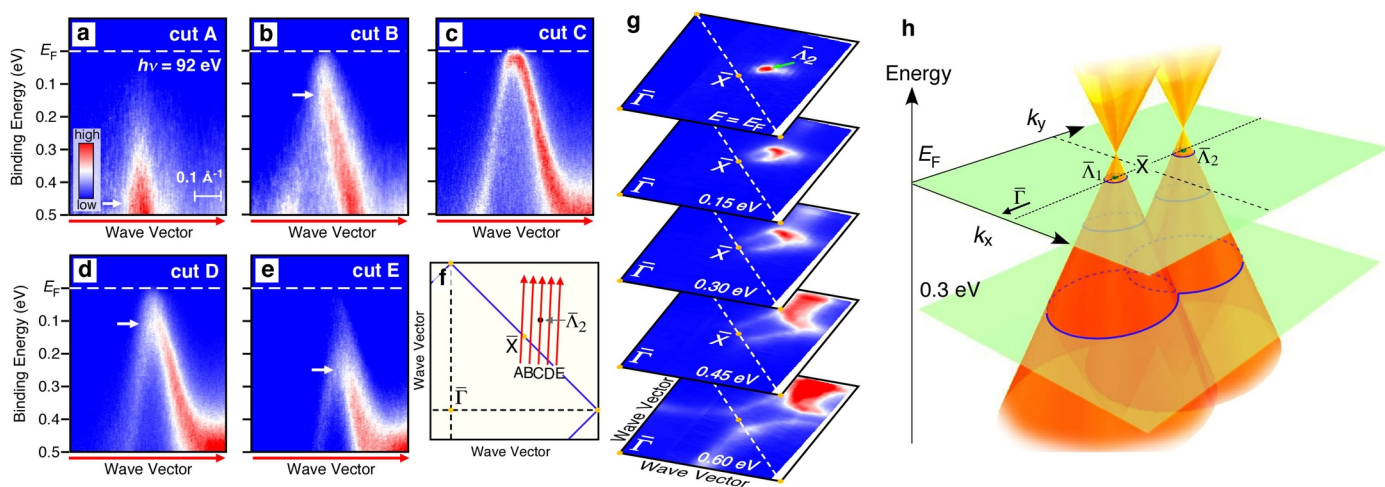 a
cut A
hν = 92 eV
E_F
0.1
0.2
0.3
0.4
0.5
Binding Energy (eV)
high
low
0.1 Å⁻¹
Wave Vector
b
cut B
Wave Vector
c
cut C
Wave Vector
d
cut D
E_F
0.1
0.2
0.3
0.4
0.5
Binding Energy (eV)
Wave Vector
e
cut E
Wave Vector
f
Λ̄₂
X̄
ABCDE
Γ̄
Wave Vector
Wave Vector
g
Λ̄₂
X̄
Γ̄
E = E_F
X̄
Γ̄
0.15 eV
X̄
Γ̄
0.30 eV
X̄
Γ̄
0.45 eV
Γ̄
0.60 eV
Wave Vector
Wave Vector
h
Energy
k_y
E_F
Λ̄₁
X̄
Λ̄₂
Γ̄
k_x
0.3 eV